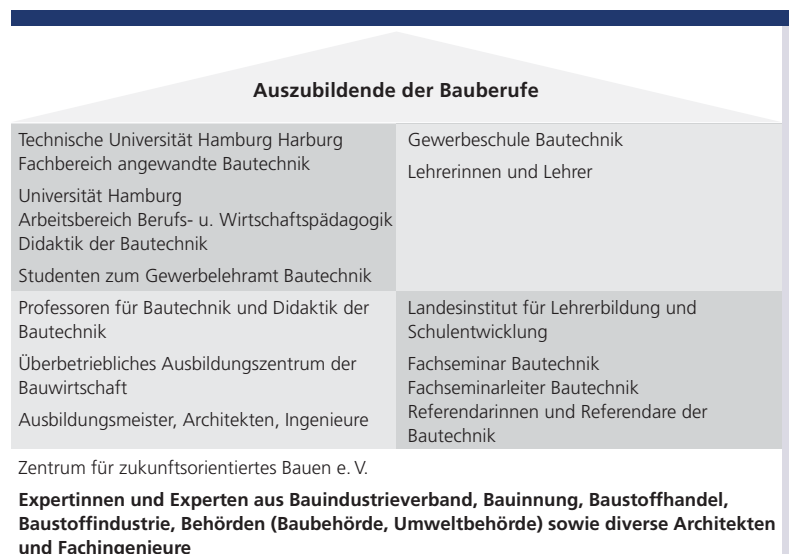 Auszubildende der Bauberufe
Technische Universität Hamburg Harburg
Fachbereich angewandte Bautechnik
Universität Hamburg
Arbeitsbereich Berufs- u. Wirtschaftspädagogik
Didaktik der Bautechnik
Studenten zum Gewerbelehramt Bautechnik
Gewerbeschule Bautechnik
Lehrerinnen und Lehrer
Professoren für Bautechnik und Didaktik der
Bautechnik
Überbetriebliches Ausbildungszentrum der
Bauwirtschaft
Ausbildungsmeister, Architekten, Ingenieure
Landesinstitut für Lehrerbildung und
Schulentwicklung
Fachseminar Bautechnik
Fachseminarleiter Bautechnik
Referendarinnen und Referendare der
Bautechnik
Zentrum für zukunftsorientiertes Bauen e. V.
Expertinnen und Experten aus Bauindustrieverband, Bauinnung, Baustoffhandel,
Baustoffindustrie, Behörden (Baubehörde, Umweltbehörde) sowie diverse Architekten
und Fachingenieure